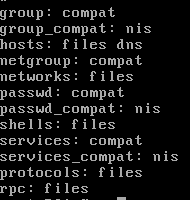 group: compat
group_compat: nis
hosts: files dns
netgroup: compat
networks: files
passwd: compat
passwd_compat: nis
shells: files
services: compat
services_compat: nis
protocols: files
rpc: files